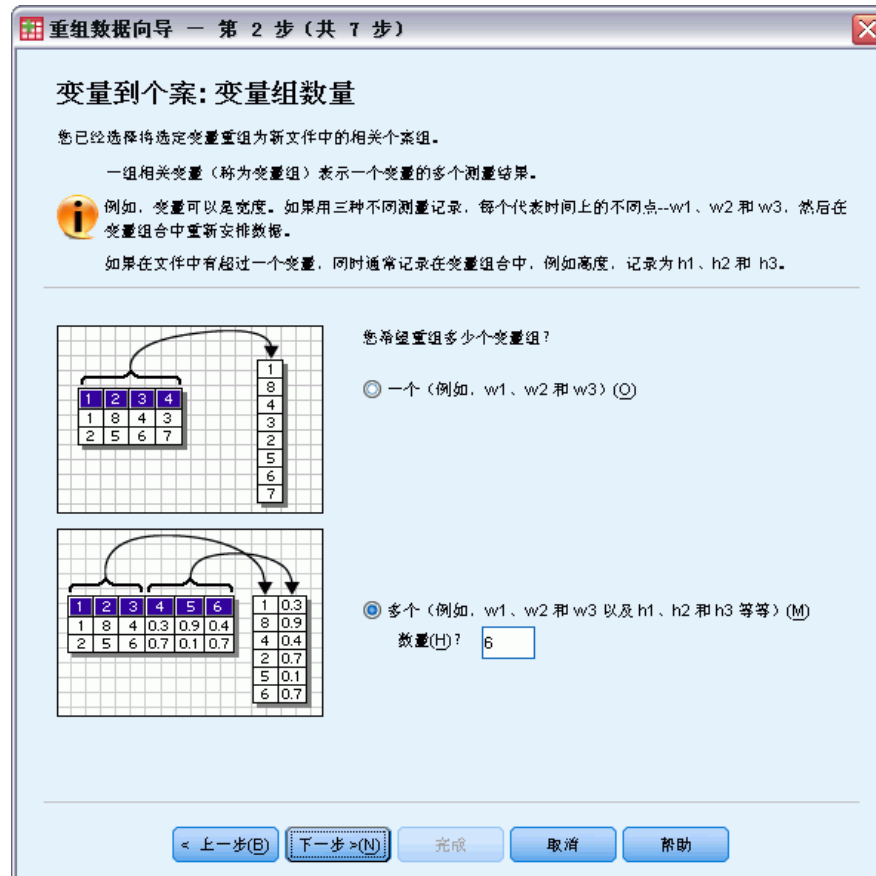 重组数据向导 — 第 2 步(共 7 步)
变量到个案: 变量组数量
您已经选择将选定变量重组为新文件中的相关个案组。
一组相关变量（称为变量组）表示一个变量的多个测量结果。
例如，变量可以是宽度。如果用三种不同测量记录，每个代表时间上的不同点--w1、w2 和 w3，然后在
变量组合中重新安排数据。
如果在文件中有超过一个变量，同时通常记录在变量组合中，例如高度，记录为 h1、h2 和 h3。
您希望重组多少个变量组？
1 2 3 4
1 8 4 3
2 5 6 7
1
8
4
3
2
5
6
7
一个（例如，w1、w2 和 w3）(O)
1 2 3 4 5 6
1 8 4 0.3 0.9 0.4
2 5 6 0.7 0.1 0.7
1 0.3
8 0.9
4 0.4
2 0.7
5 0.1
6 0.7
多个（例如，w1、w2 和 w3 以及 h1、h2 和 h3 等等）(M)
数量(H)? 6
< 上一步(B) 下一步 >(N) 完成 取消 帮助